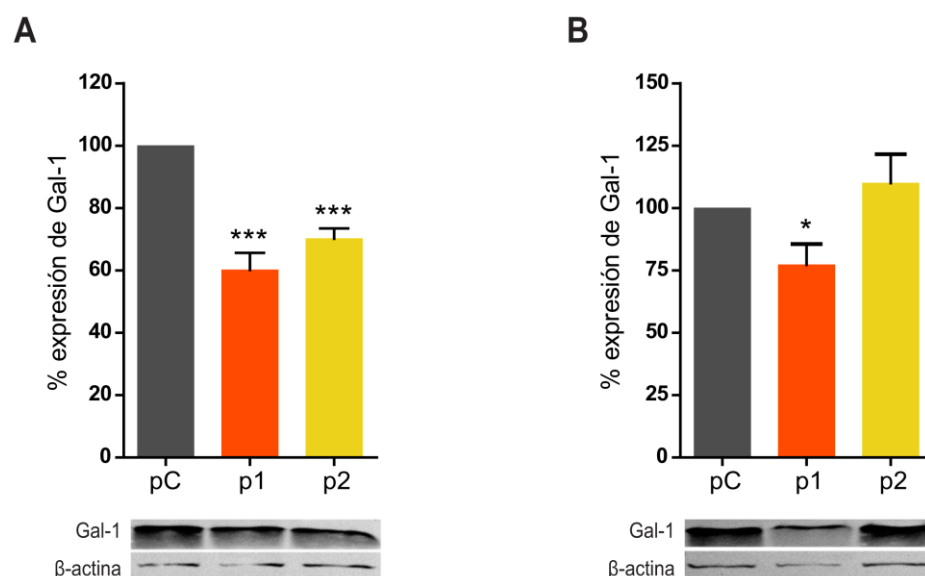 A
% expresión de Gal-1
120
100
80
60
40
20
0
***
***
pC p1 p2
Gal-1
β-actina
B
% expresión de Gal-1
150
125
100
75
50
25
0
*
pC p1 p2
Gal-1
β-actina